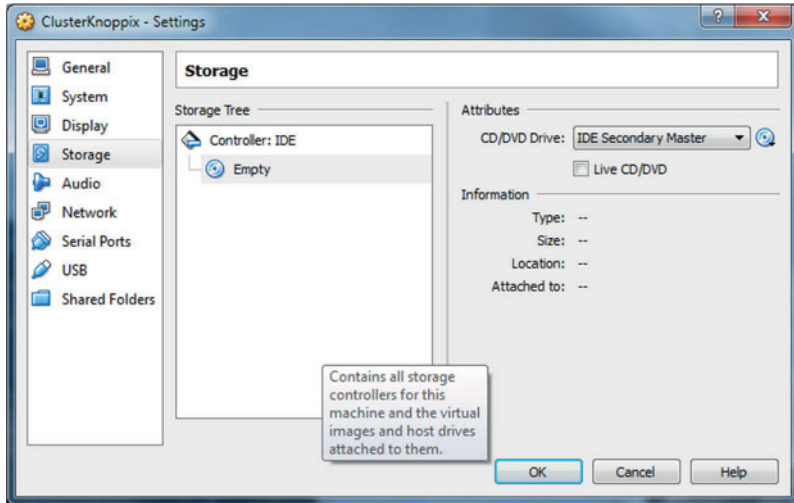 ClusterKnoppix - Settings
General
System
Display
Storage
Audio
Network
Serial Ports
USB
Shared Folders
Storage
Storage Tree
Controller: IDE
Empty
Attributes
CD/DVD Drive: IDE Secondary Master
Live CD/DVD
Information
Type: --
Size: --
Location: --
Attached to: --
Contains all storage
controllers for this
machine and the virtual
images and host drives
attached to them.
OK Cancel Help